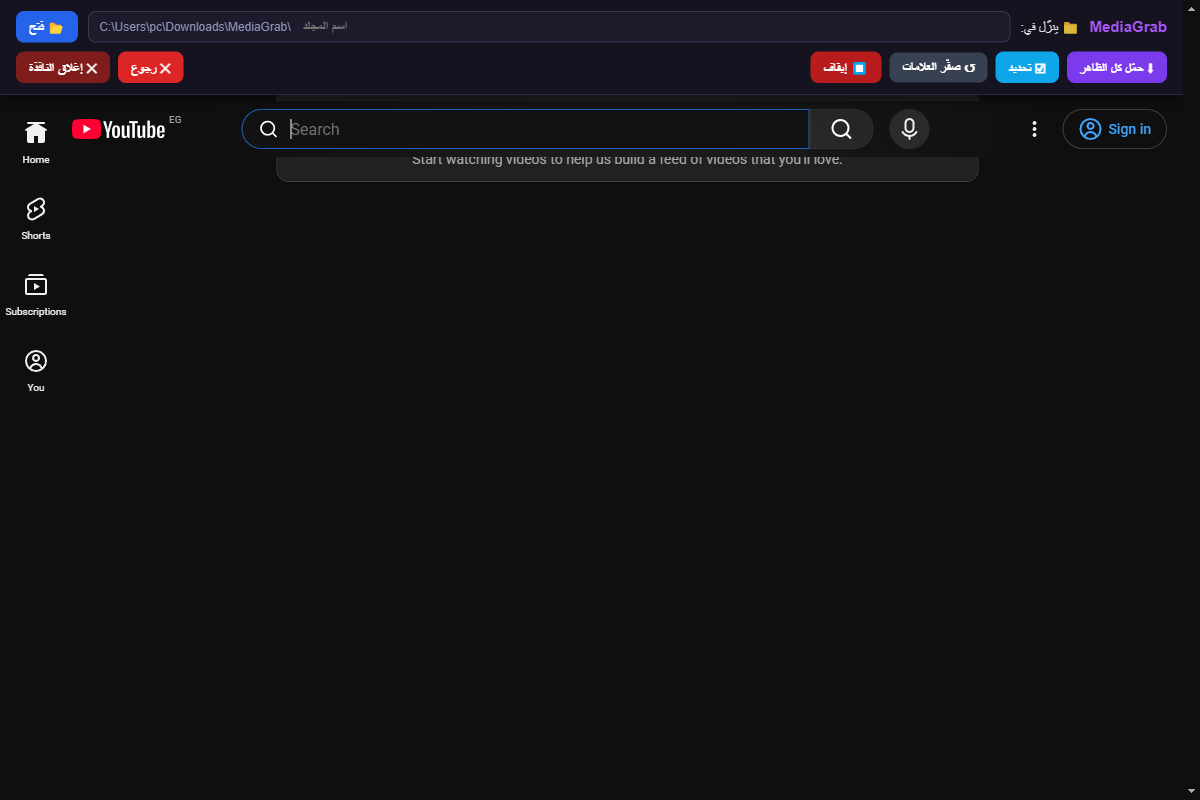 MediaGrab
ينزّل في:
C:\Users\pc\Downloads\MediaGrab\
اسم المجلد
فتح
حمّل كل الظاهر
تحديد
صفّر العلامات
إيقاف
رجوع
إغلاق النافذة
YouTube EG
Search
Sign in
Start watching videos to help us build a feed of videos that you'll love.
Home
Shorts
Subscriptions
You